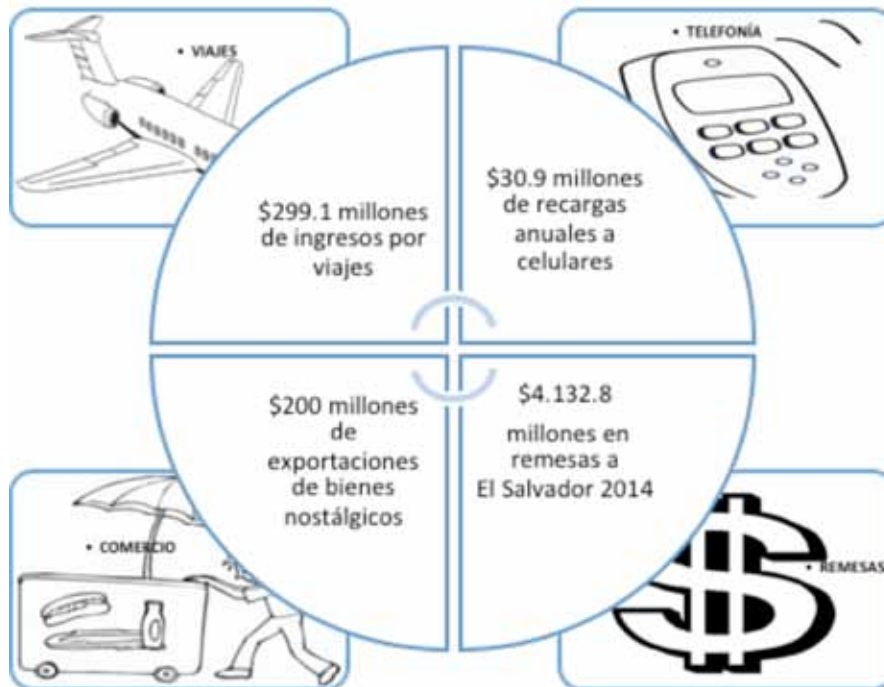 • VIAJES
• TELEFONÍA
$299.1 millones
de ingresos por
viajes
$30.9 millones
de recargas
anuales a
celulares
$200 millones
de
exportaciones
de bienes
nostálgicos
$4.132.8
millones en
remesas a
El Salvador 2014
• COMERCIO
• REMESAS